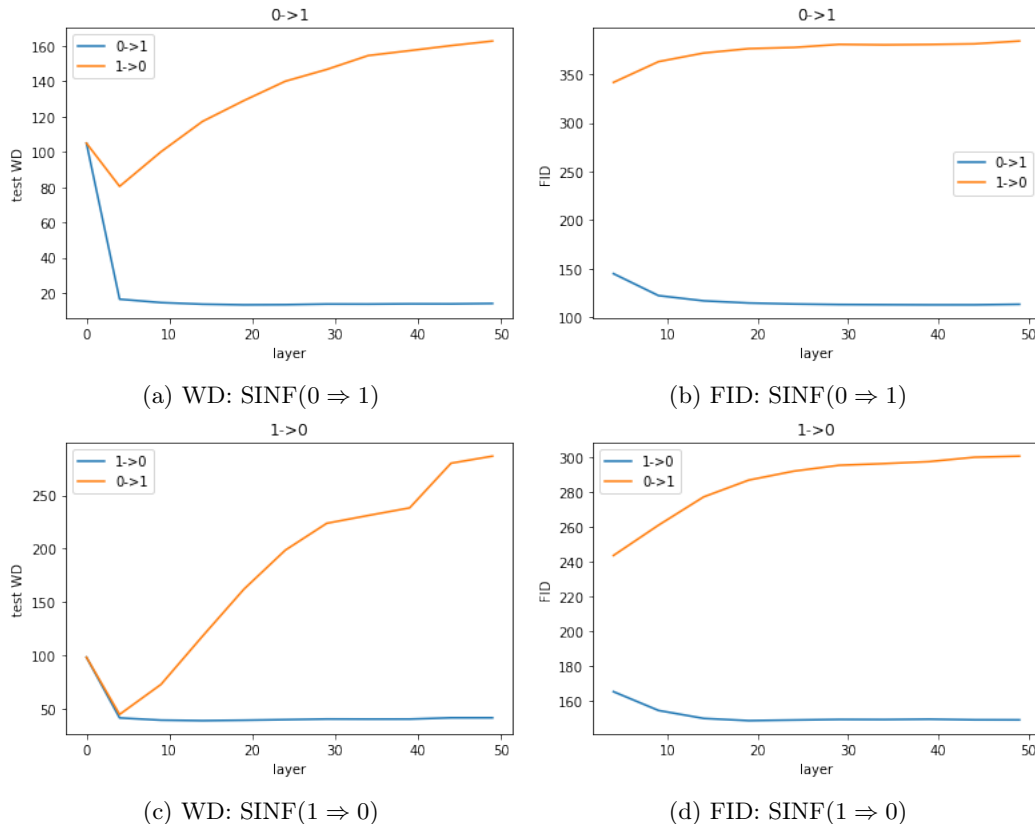 0->1
0->1
1->0
test WD
160
140
120
100
80
60
40
20
0 10 20 30 40 50
layer
(a) WD: SINF(0 ⇒ 1)
0->1
0->1
1->0
FID
350
300
250
200
150
100
10 20 30 40 50
layer
(b) FID: SINF(0 ⇒ 1)
1->0
1->0
0->1
test WD
250
200
150
100
50
0 10 20 30 40 50
layer
(c) WD: SINF(1 ⇒ 0)
1->0
1->0
0->1
FID
300
280
260
240
220
200
180
160
10 20 30 40 50
layer
(d) FID: SINF(1 ⇒ 0)